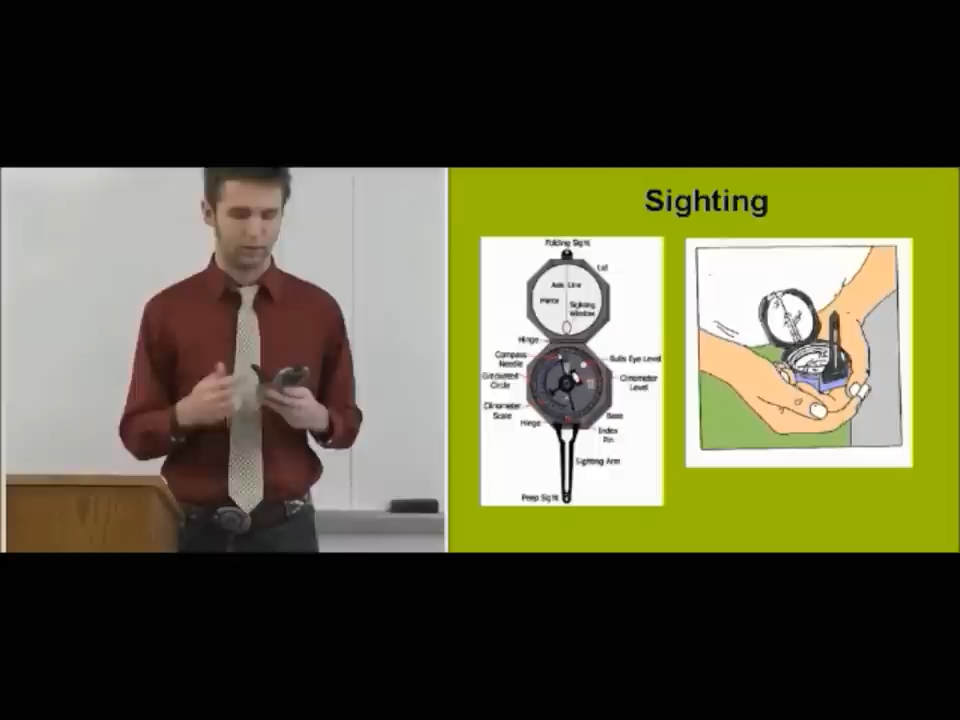 Sighting
Folding Sight
Lid
Axis Line
Mirror
Sighting
Window
Hinge
Compass
Needle
Bulls Eye Level
Graduated
Circle
Clinometer
Level
Clinometer
Scale
Base
Hinge
Index
Pin
Sighting Arm
Peep Sight